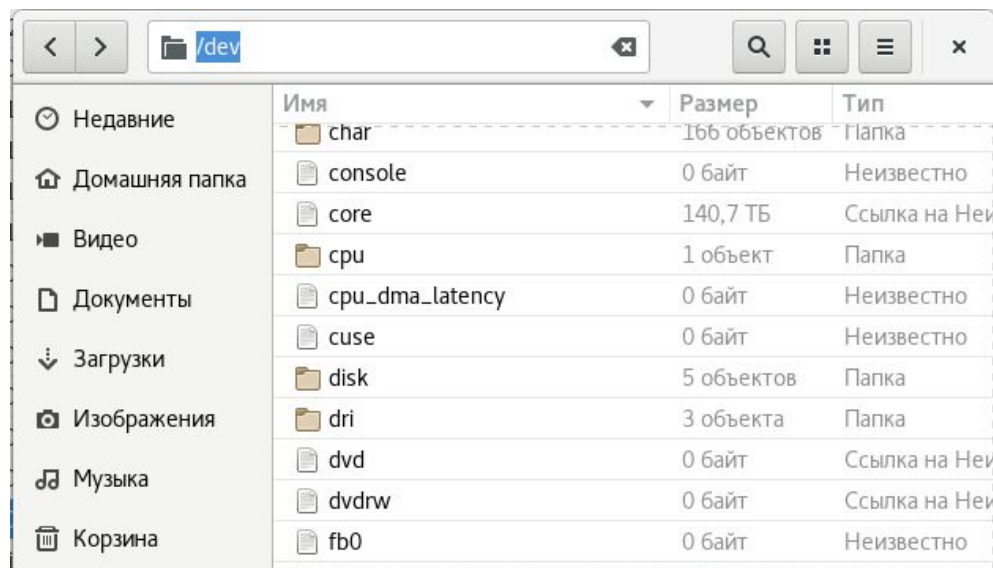 /dev
Имя Размер Тип
char 166 объектов Папка
Недавние
console 0 байт Неизвестно
Домашняя папка
core 140,7 ТБ Ссылка на Неи
Видео
cpu 1 объект Папка
Документы
cpu_dma_latency 0 байт Неизвестно
cuse 0 байт Неизвестно
Загрузки
disk 5 объектов Папка
Изображения
dri 3 объекта Папка
dvd 0 байт Ссылка на Неи
Музыка
dvdrw 0 байт Ссылка на Неи
Корзина
fb0 0 байт Неизвестно